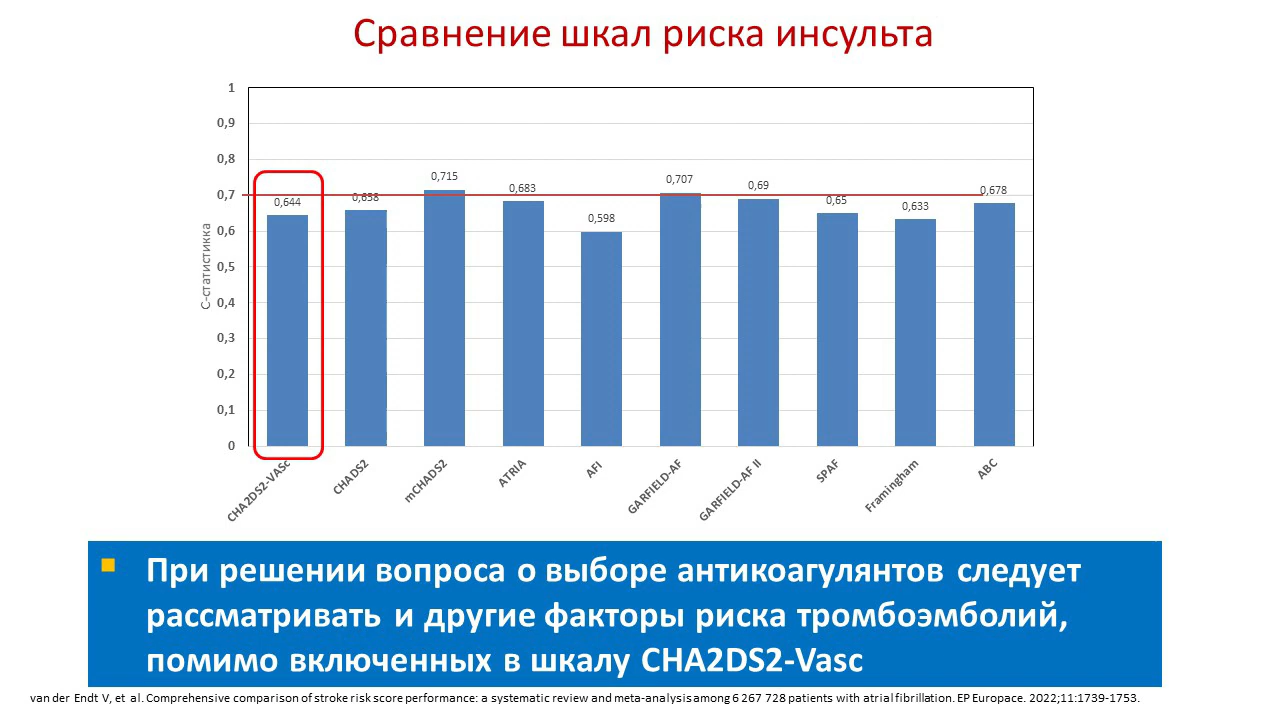 Сравнение шкал риска инсульта
1
0,9
0,8
0,7
0,6
0,5
0,4
0,3
0,2
0,1
0
С-статистикка
0,644
0,658
0,715
0,683
0,598
0,707
0,69
0,65
0,633
0,678
CHA2DS2-VASc
CHADS2
mCHADS2
ATRIA
AFI
GARFIELD-AF
GARFIELD-AF II
SPAF
Framingham
ABC
При решении вопроса о выборе антикоагулянтов следует
рассматривать и другие факторы риска тромбоэмболий,
помимо включенных в шкалу CHA2DS2-Vasc
van der Endt V, et al. Comprehensive comparison of stroke risk score performance: a systematic review and meta-analysis among 6 267 728 patients with atrial fibrillation. EP Europace. 2022;11:1739-1753.